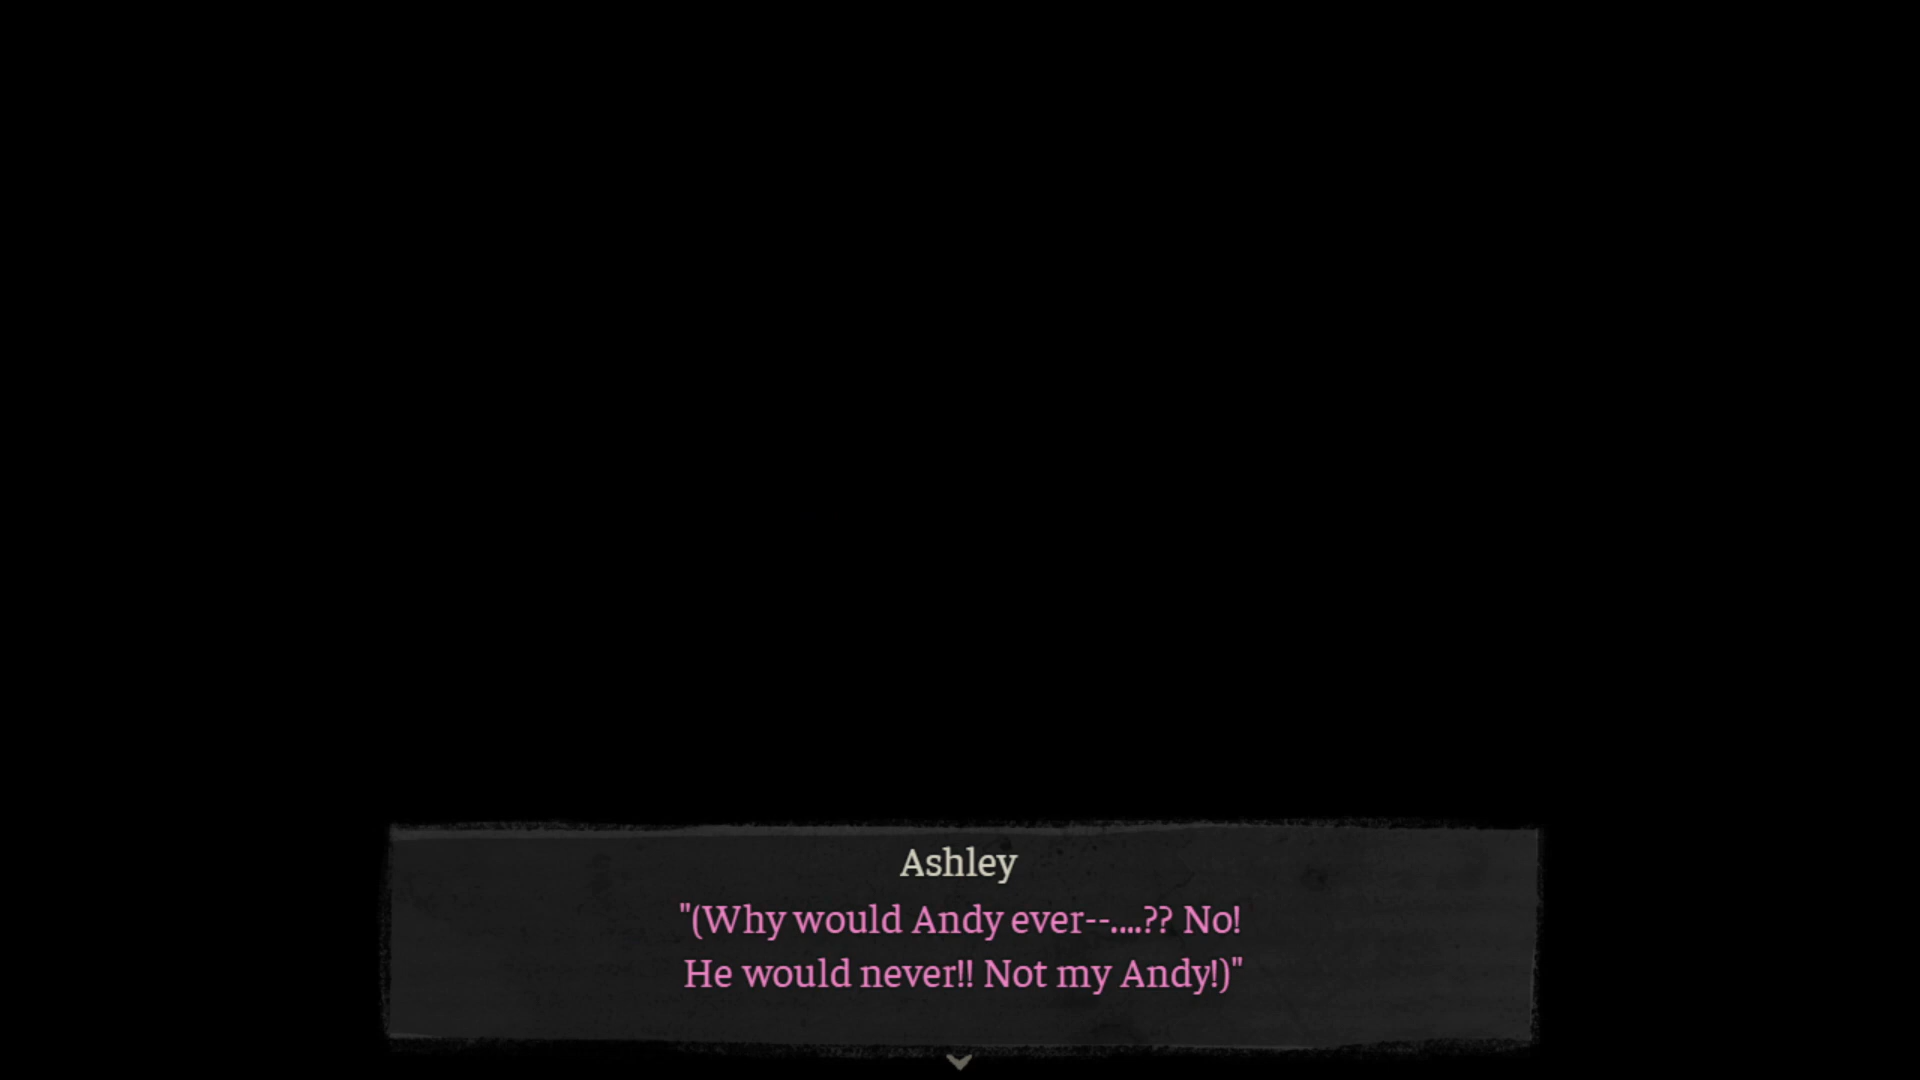 Ashley
"(Why would Andy ever--....?? No!
He would never!! Not my Andy!)"